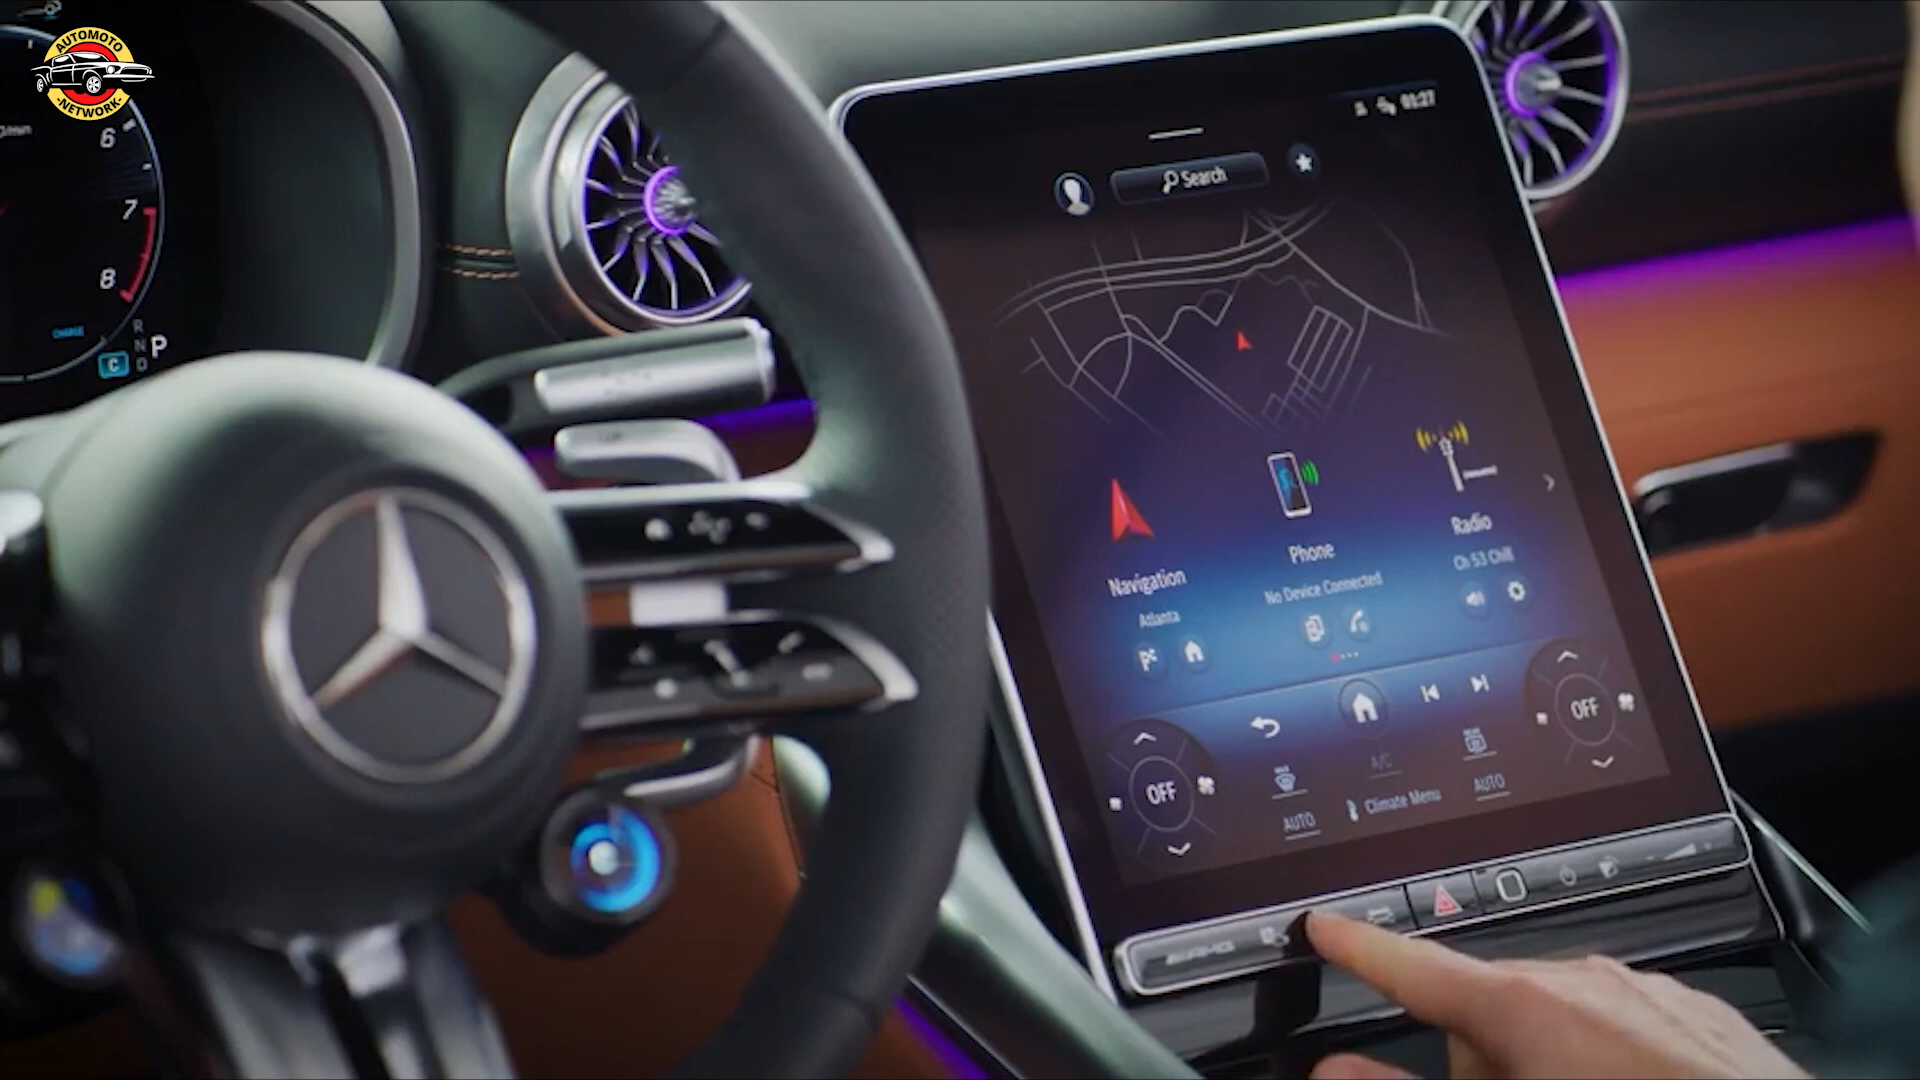 AUTOMOTO
-NETWORK-
6
7
8
CHARGE
R
N
D
P
C
01:27
Search
Navigation
Atlanta
Phone
No Device Connected
Radio
Ch 53 Chill
OFF
OFF
A/C
AUTO
Climate Menu
AUTO
AMG